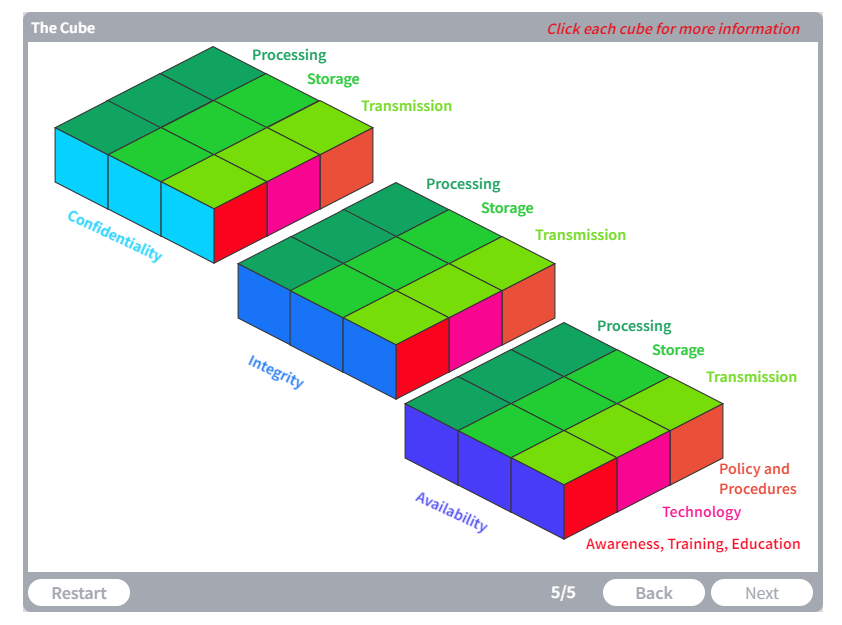 The Cube
Click each cube for more information
Processing
Storage
Transmission
Confidentiality
Processing
Storage
Transmission
Integrity
Processing
Storage
Transmission
Availability
Policy and
Procedures
Technology
Awareness, Training, Education
Restart
5/5
Back
Next